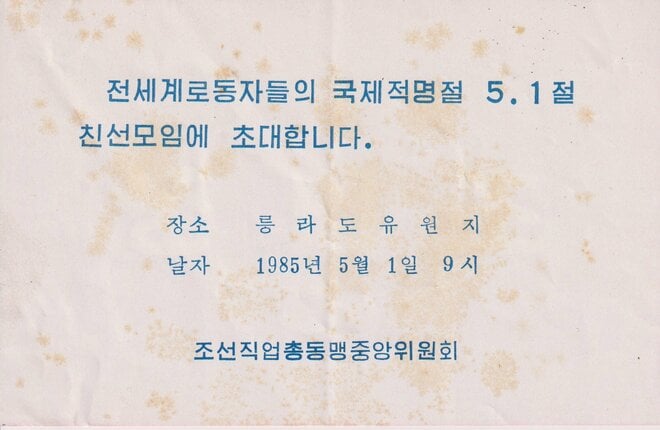 전세계로동자들의 국제적명절 5.1절
친선모임에 초대합니다.
장소 릉라도유원지
날자 1985년 5월 1일 9시
조선직업총동맹중앙위원회